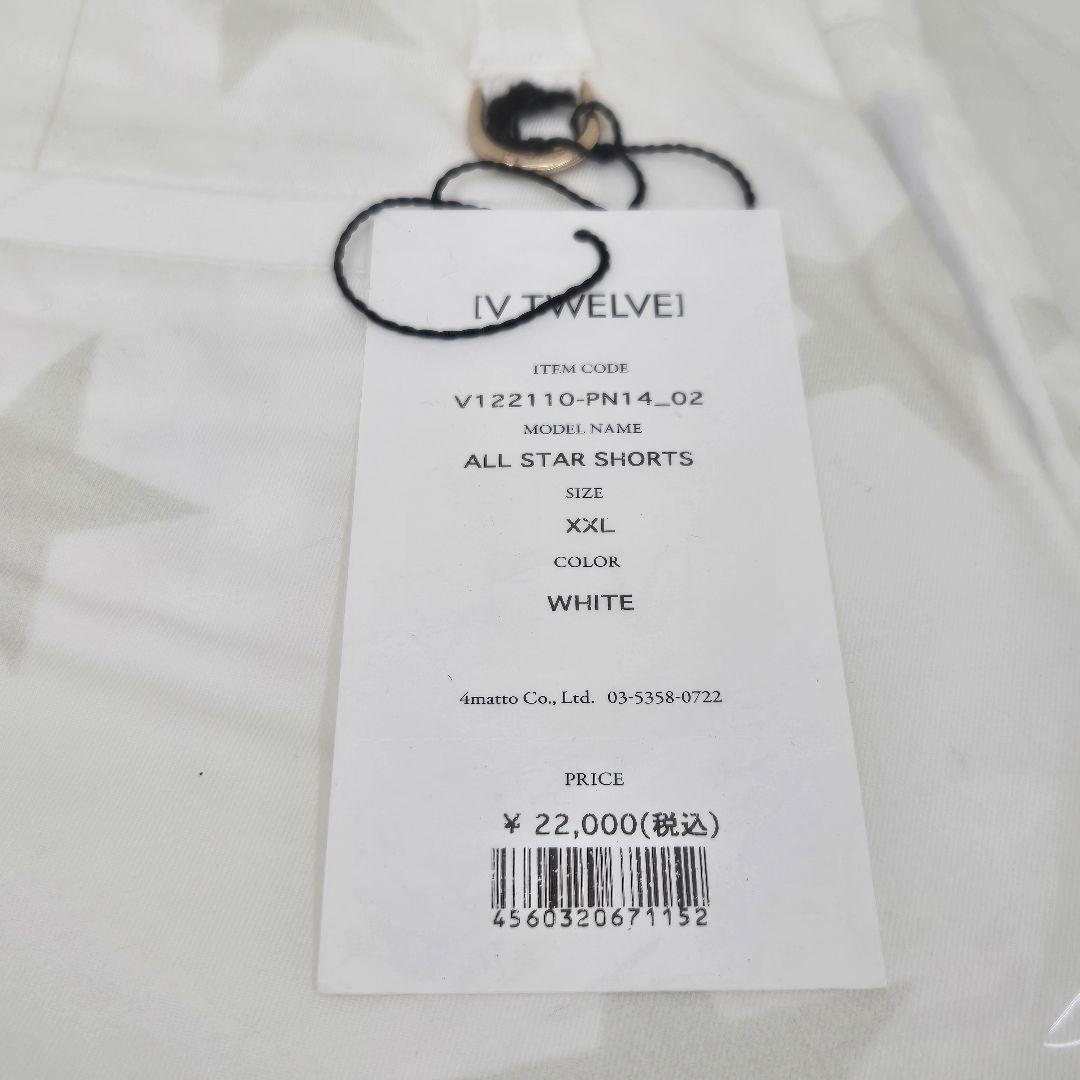 [V TWELVE]
ITEM CODE
V122110-PN14_02
MODEL NAME
ALL STAR SHORTS
SIZE
XXL
COLOR
WHITE
4matto Co., Ltd. 03-5358-0722
PRICE
¥ 22,000(税込)
4560320671152